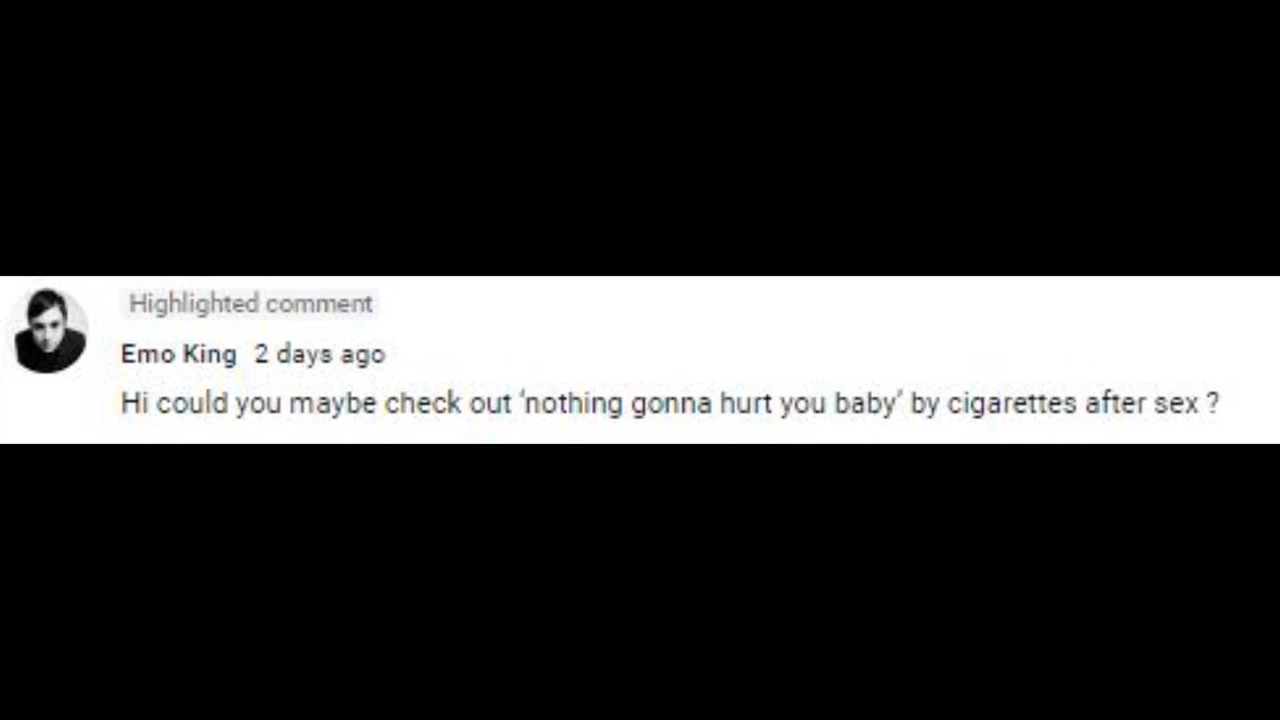 Highlighted comment
Emo King 2 days ago
Hi could you maybe check out 'nothing gonna hurt you baby' by cigarettes after sex ?